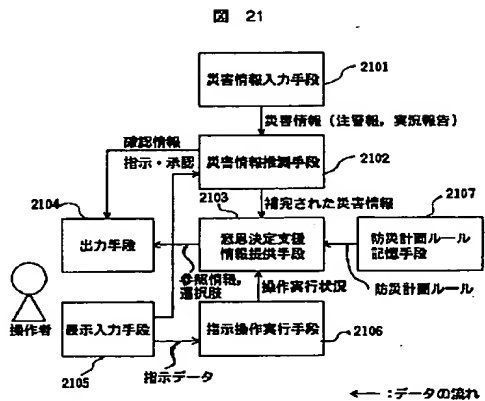 図 21
災害情報入力手段
2101
災害情報（注警報，実況報告）
確認情報
指示・承認
災害情報推測手段
2102
2104
2103
補完された災害情報
2107
出力手段
意思決定支援
情報提供手段
防災計画ルール
記憶手段
参照情報，
選択肢
操作実行状況
防災計画ルール
操作者
表示入力手段
指示操作実行手段
2106
2105
指示データ
：データの流れ